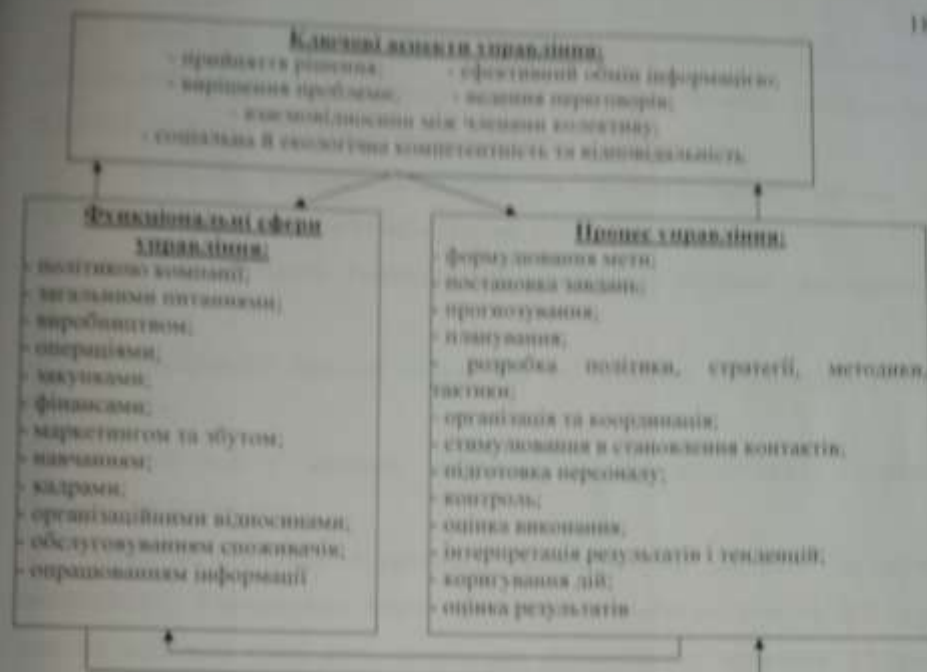 Ключові аспекти управління:
- прийняття рішення; - ефективний обмін інформацією;
- вирішення проблеми; - ведення переговорів;
- взаємовідносини між членами колективу;
- соціальна й екологічна компетентність та відповідальність
Функціональні сфери
управління:
- політикою компанії;
- загальними питаннями;
- виробництвом;
- операціями;
- закупками;
- фінансами;
- маркетингом та збутом;
- навчанням;
- кадрами;
- організаційними відносинами;
- обслуговуванням споживачів;
- опрацюванням інформації
Процес управління:
- формулювання мети;
- постановка завдань;
- прогнозування;
- планування;
- розробка політики, стратегії, методики,
тактики;
- організація та координація;
- стимулювання й становлення контактів;
- підготовка персоналу;
- контроль;
- оцінка виконання;
- інтерпретація результатів і тенденцій;
- коригування дій;
- оцінка результатів